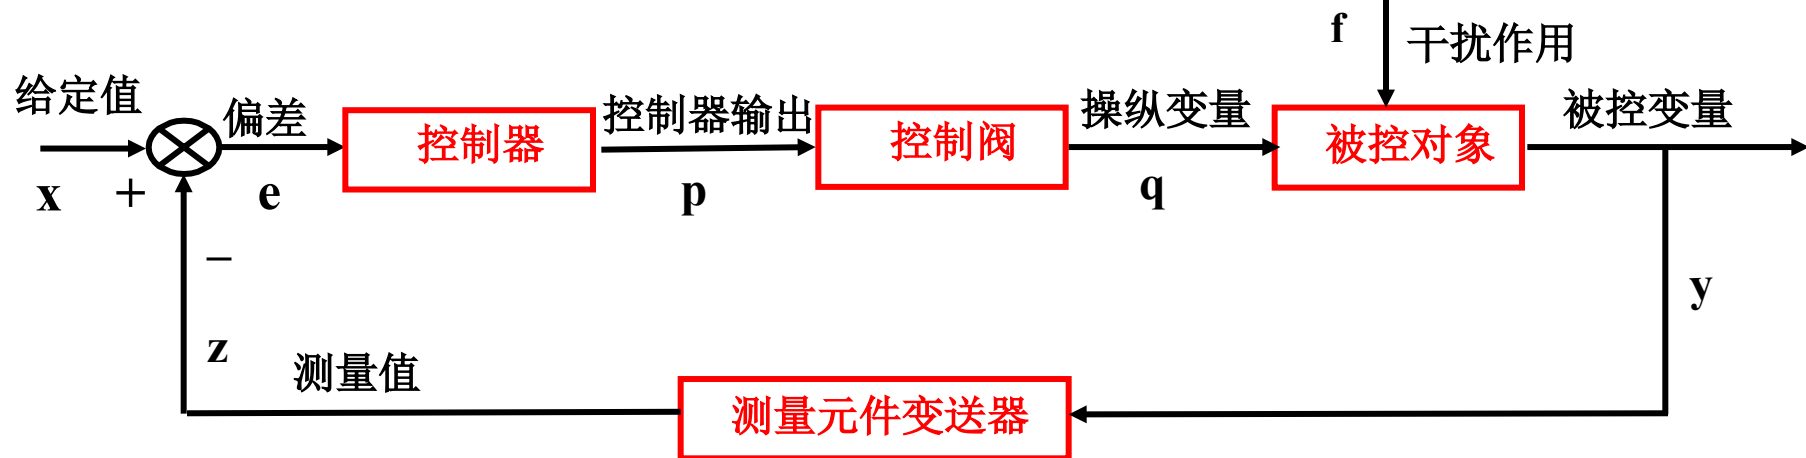 f
干扰作用
给定值
偏差
控制器输出
操纵变量
被控变量
控制器
控制阀
被控对象
x
+
e
p
q
−
y
z
测量值
测量元件变送器